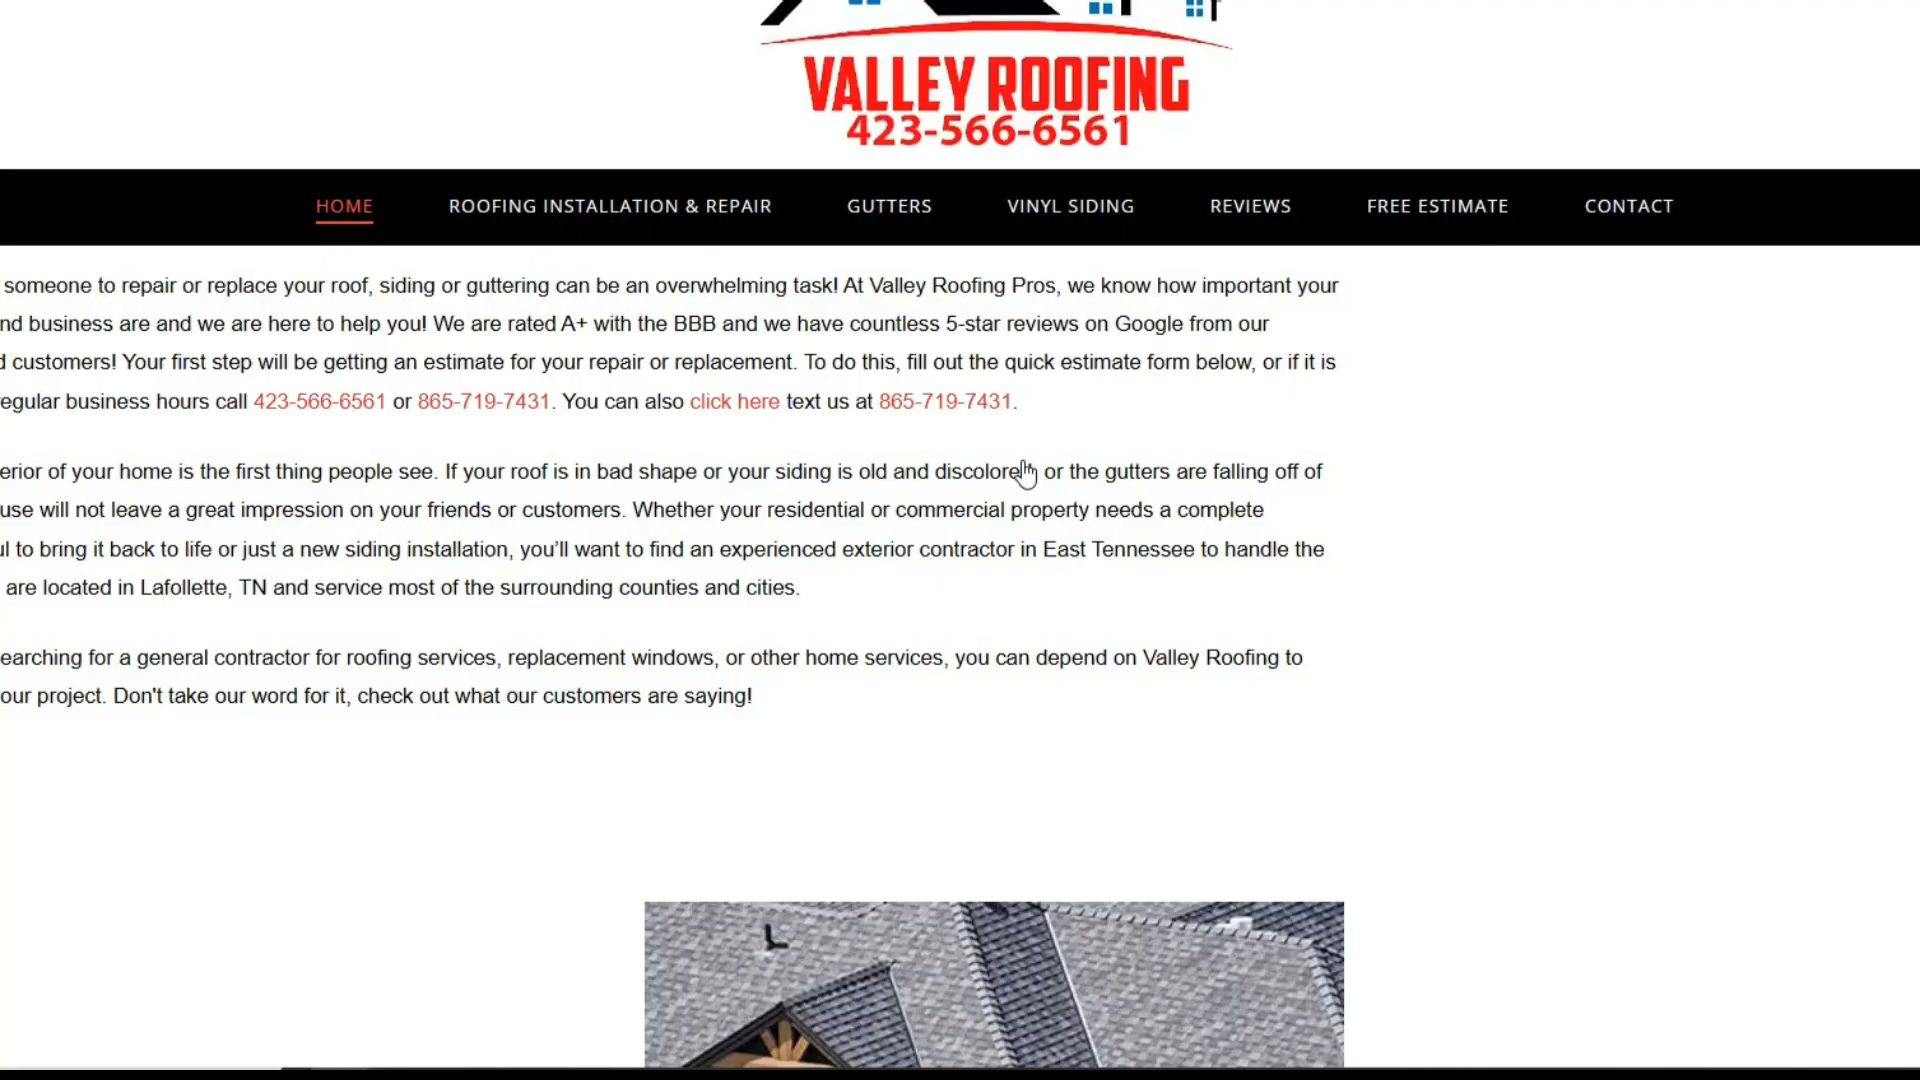 VALLEY ROOFING
423-566-6561
HOME ROOFING INSTALLATION & REPAIR GUTTERS VINYL SIDING REVIEWS FREE ESTIMATE CONTACT
someone to repair or replace your roof, siding or guttering can be an overwhelming task! At Valley Roofing Pros, we know how important your
business are and we are here to help you! We are rated A+ with the BBB and we have countless 5-star reviews on Google from our
customers! Your first step will be getting an estimate for your repair or replacement. To do this, fill out the quick estimate form below, or if it is
egular business hours call 423-566-6561 or 865-719-7431. You can also click here text us at 865-719-7431.
erior of your home is the first thing people see. If your roof is in bad shape or your siding is old and discolore or the gutters are falling off of
use will not leave a great impression on your friends or customers. Whether your residential or commercial property needs a complete
to bring it back to life or just a new siding installation, you'll want to find an experienced exterior contractor in East Tennessee to handle the
are located in Lafollette, TN and service most of the surrounding counties and cities.
earching for a general contractor for roofing services, replacement windows, or other home services, you can depend on Valley Roofing to
our project. Don't take our word for it, check out what our customers are saying!